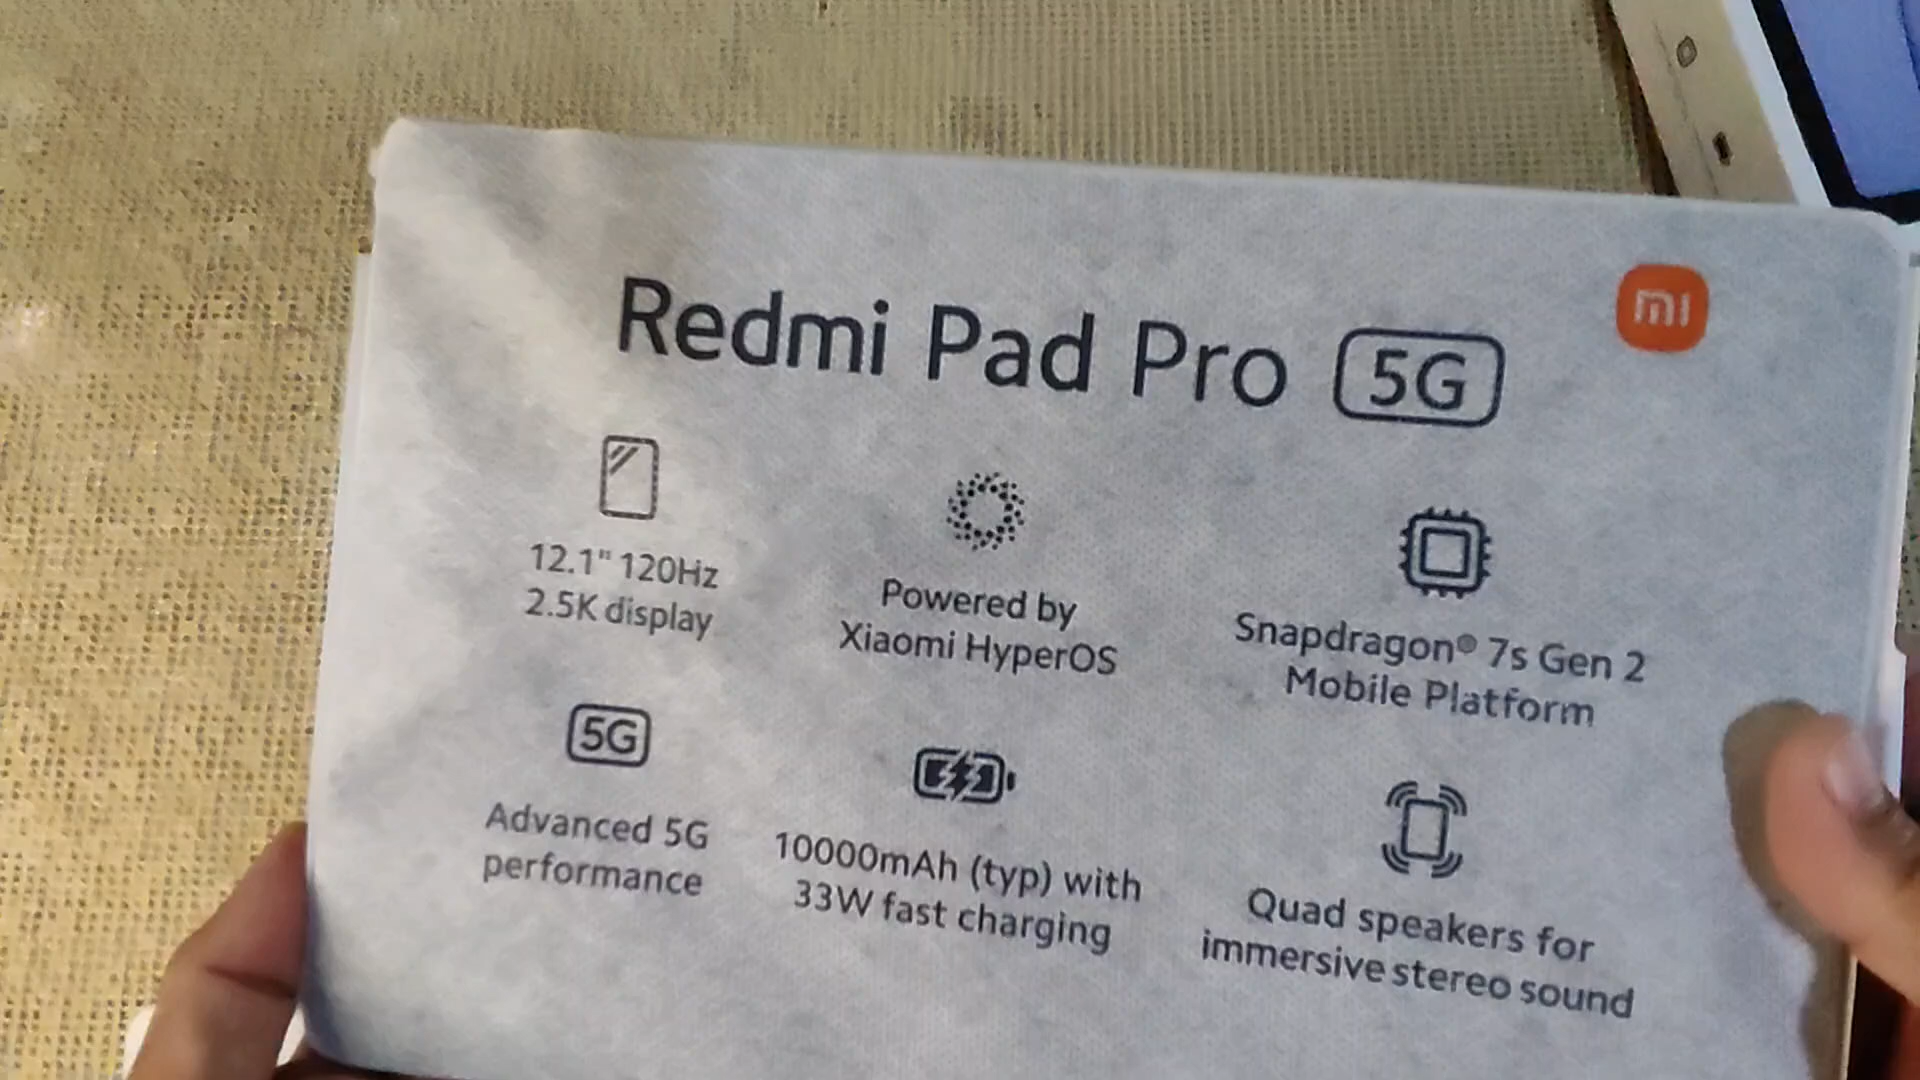 mi
Redmi Pad Pro 5G
12.1" 120Hz
2.5K display
Powered by
Xiaomi HyperOS
Snapdragon® 7s Gen 2
Mobile Platform
5G
Advanced 5G
performance
10000mAh (typ) with
33W fast charging
Quad speakers for
immersive stereo sound